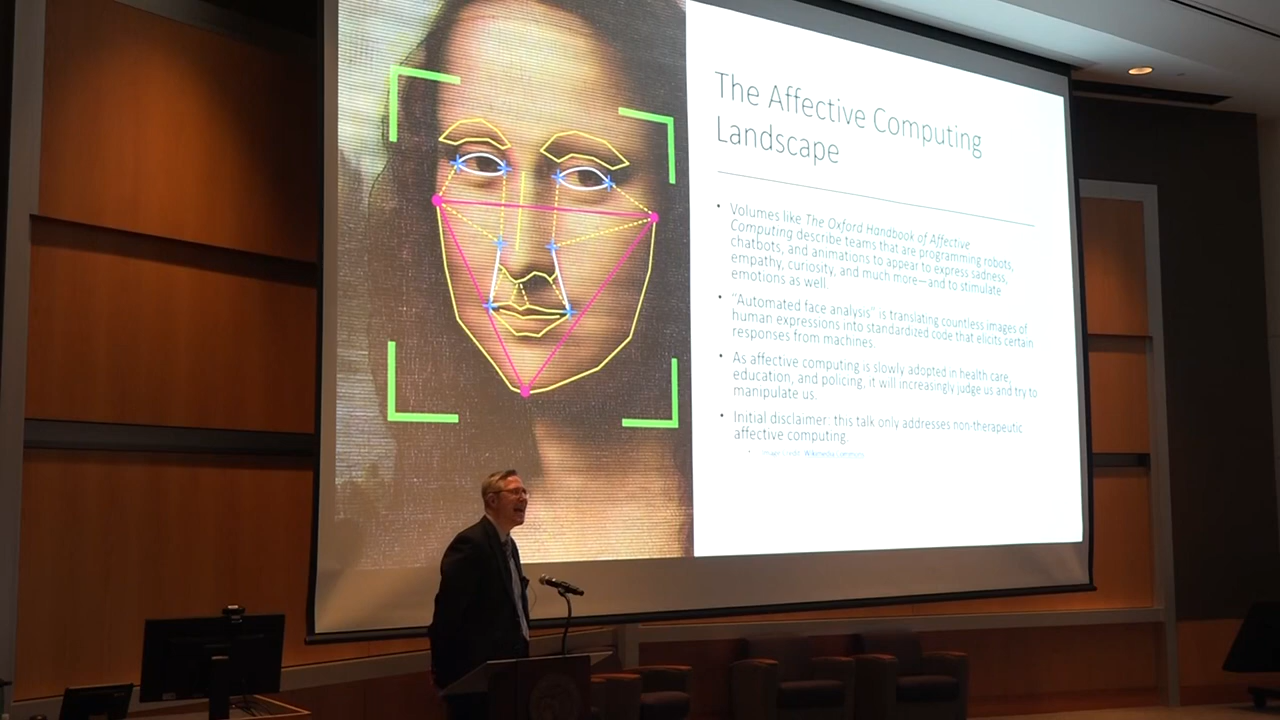 The Affective Computing
Landscape
• Volumes like The Oxford Handbook of Affective
Computing describe teams that are programming robots,
chatbots, and animations to appear to express sadness,
empathy, curiosity, and much more—and to stimulate
emotions as well.
• “Automated face analysis” is translating countless images of
human expressions into standardized code that elicits certain
responses from machines.
• As affective computing is slowly adopted in health care,
education, and policing, it will increasingly judge us and try to
manipulate us.
• Initial disclaimer: this talk only addresses non-therapeutic
affective computing.
• Image credit: Wikimedia Commons